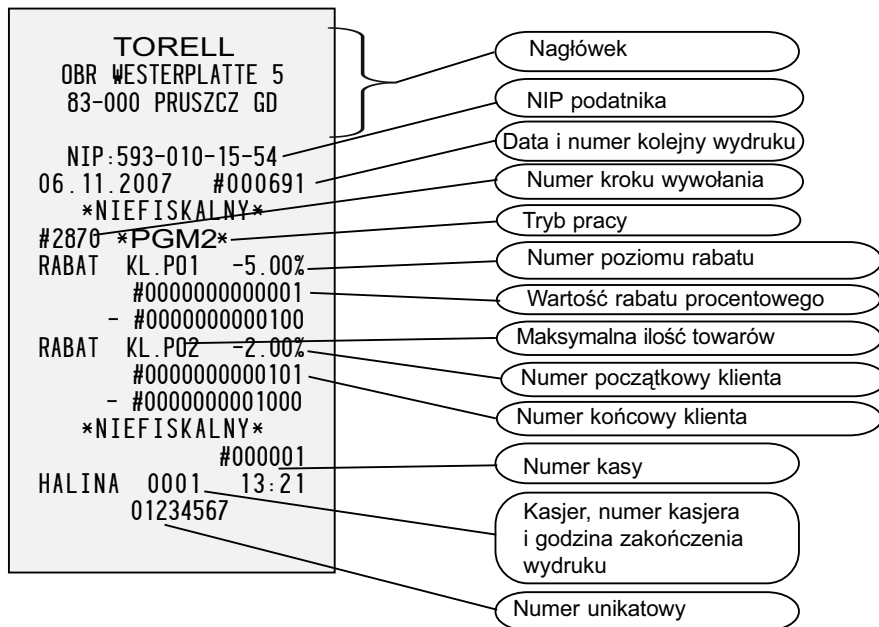 TORELL
OBR WESTERPLATTE 5
83-000 PRUSZCZ GD
NIP:593-010-15-54
06.11.2007 #000691
*NIEFISKALNY*
#2870 *PGM2*
RABAT KL.P01 -5.00%
#0000000000001
- #0000000000100
RABAT KL.P02 -2.00%
#0000000000101
- #0000000001000
*NIEFISKALNY*
#000001
HALINA 0001 13:21
01234567
Nagłówek
NIP podatnika
Data i numer kolejny wydruku
Numer kroku wywołania
Tryb pracy
Numer poziomu rabatu
Wartość rabatu procentowego
Maksymalna ilość towarów
Numer początkowy klienta
Numer końcowy klienta
Numer kasy
Kasjer, numer kasjera
i godzina zakończenia
wydruku
Numer unikatowy